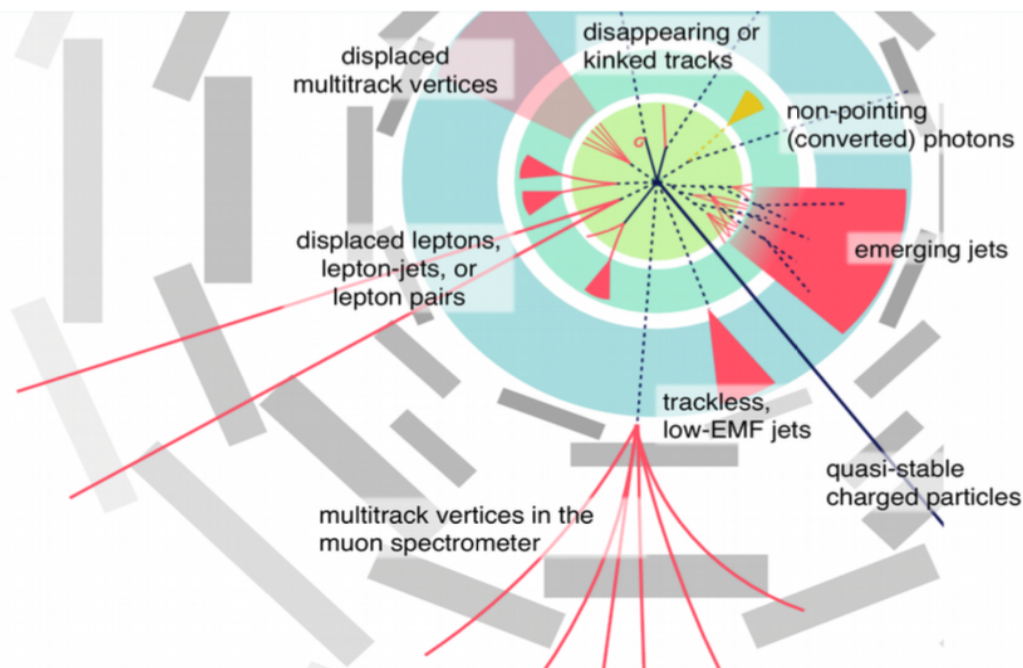 disappearing or
kinked tracks
displaced
multitrack vertices
non-pointing
(converted) photons
displaced leptons,
lepton-jets, or
lepton pairs
emerging jets
trackless,
low-EMF jets
quasi-stable
charged particles
multitrack vertices in the
muon spectrometer